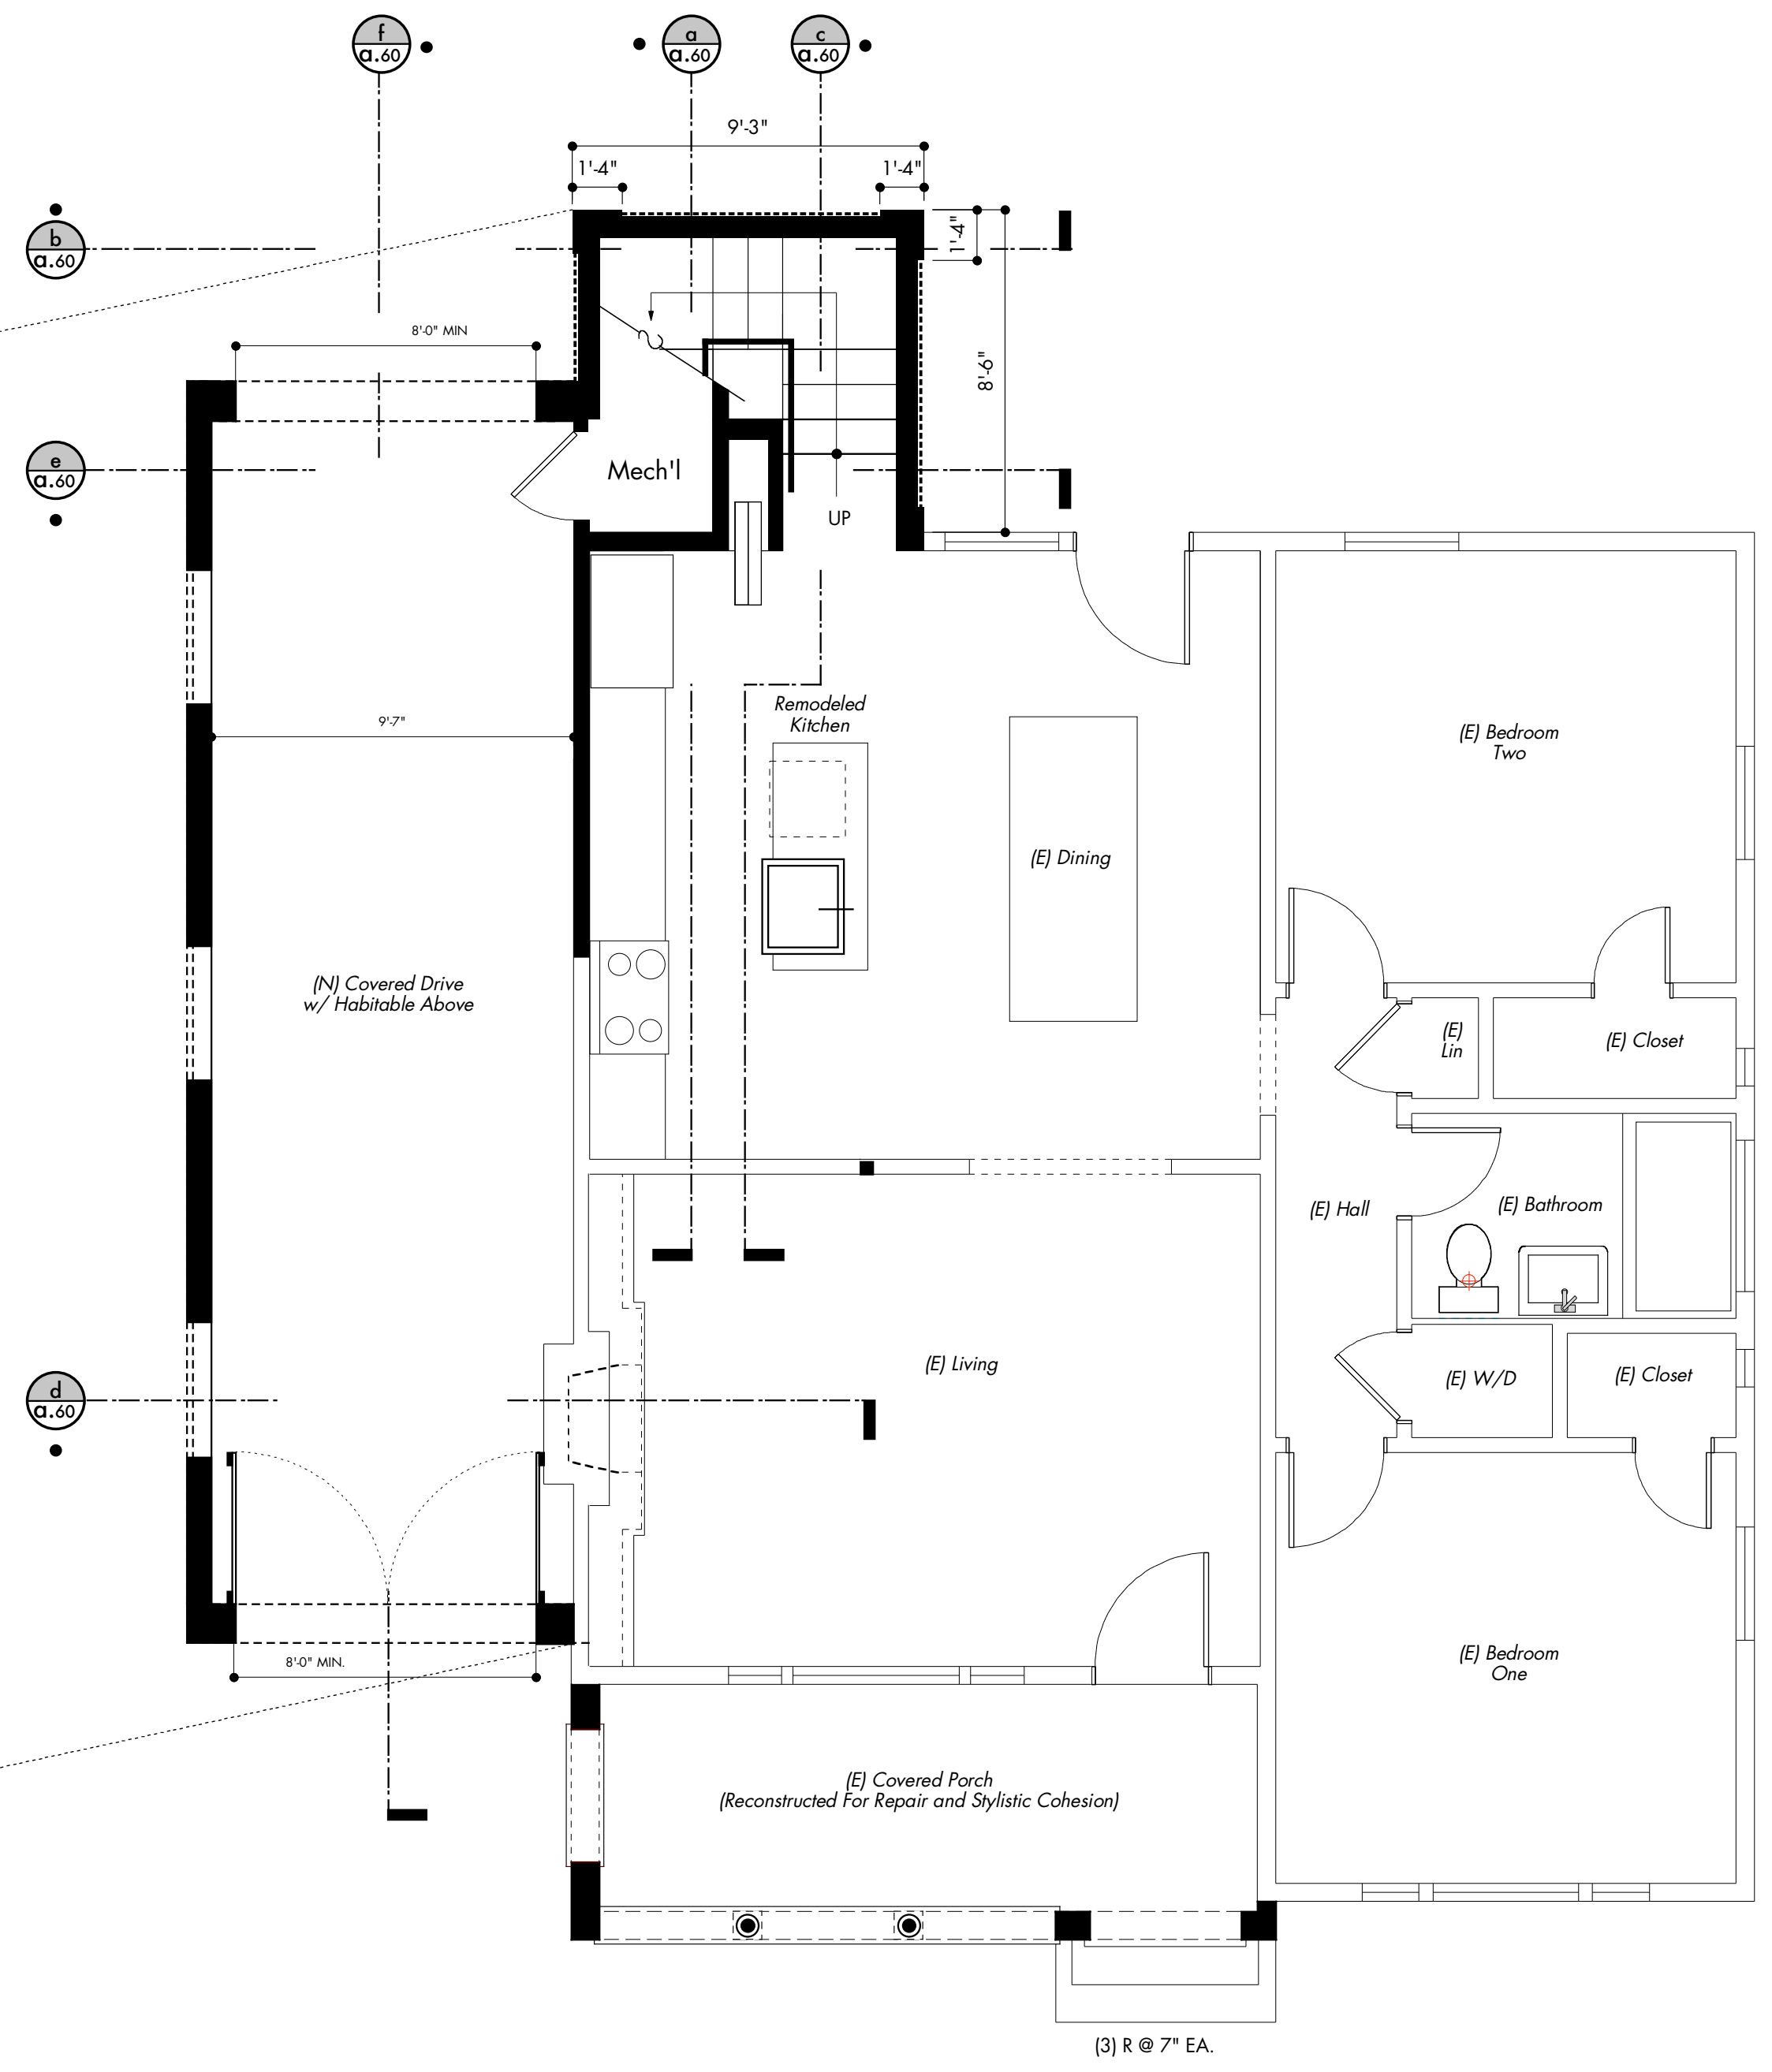 f
a.60
a
a.60
c
a.60
9'-3"
1'-4"
1'-4"
b
a.60
1'-4"
8'-0" MIN
8'-6"
e
a.60
Mech'l
UP
Remodeled
Kitchen
9'-7"
(E) Bedroom
Two
(E) Dining
(N) Covered Drive
w/ Habitable Above
(E)
Lin
(E) Closet
(E) Hall
(E) Bathroom
(E) Living
(E) W/D
(E) Closet
d
a.60
8'-0" MIN.
(E) Bedroom
One
(E) Covered Porch
(Reconstructed For Repair and Stylistic Cohesion)
(3) R @ 7" EA.